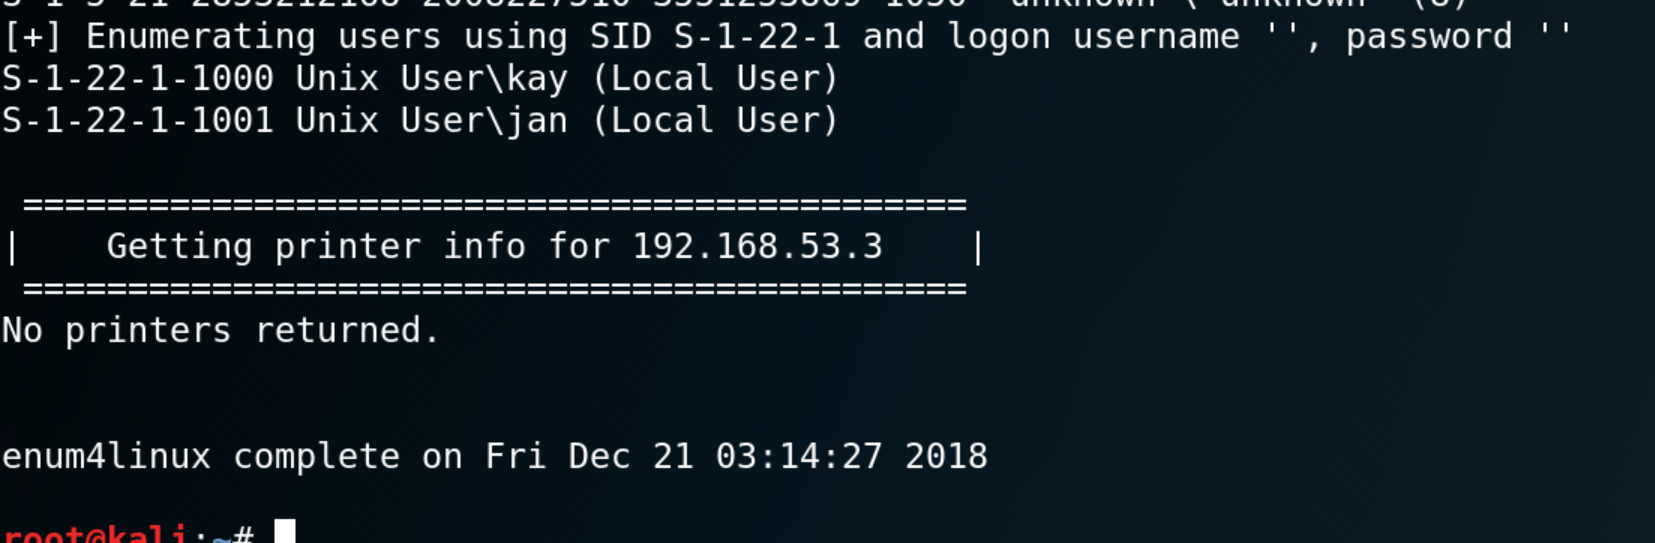 [+] Enumerating users using SID S-1-22-1 and logon username '', password ''
S-1-22-1-1000 Unix User\kay (Local User)
S-1-22-1-1001 Unix User\jan (Local User)
=============================================
|    Getting printer info for 192.168.53.3    |
=============================================
No printers returned.
enum4linux complete on Fri Dec 21 03:14:27 2018
root@kali:~#